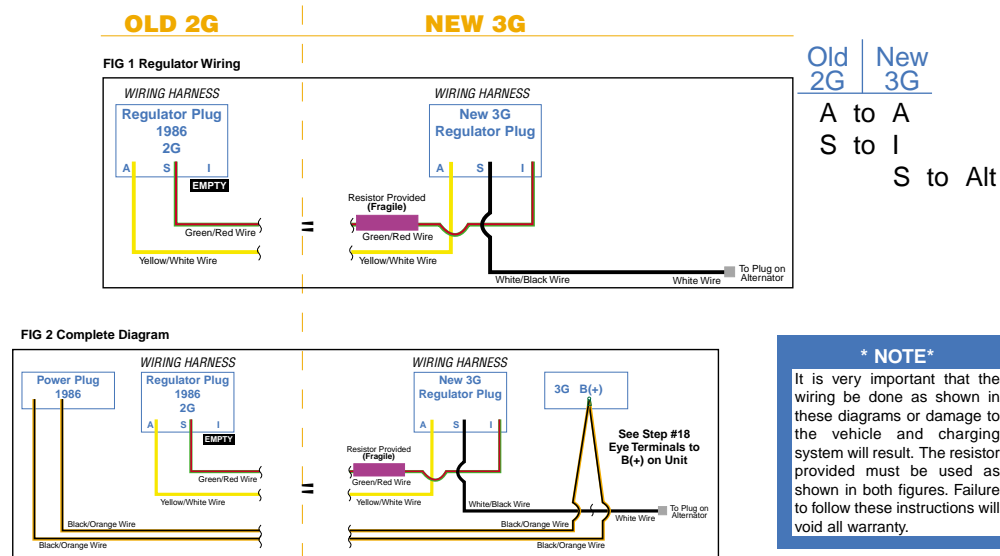 OLD 2G
NEW 3G
FIG 1 Regulator Wiring
WIRING HARNESS
Regulator Plug
1986
2G
A S I
EMPTY
Green/Red Wire
Yellow/White Wire
=
WIRING HARNESS
New 3G
Regulator Plug
A S I
Resistor Provided
(Fragile)
Green/Red Wire
Yellow/White Wire
White/Black Wire
White Wire
To Plug on
Alternator
Old New
2G 3G
A to A
S to I
S to Alt
FIG 2 Complete Diagram
Power Plug
1986
WIRING HARNESS
Regulator Plug
1986
2G
A S I
EMPTY
Green/Red Wire
Yellow/White Wire
Black/Orange Wire
Black/Orange Wire
=
WIRING HARNESS
New 3G
Regulator Plug
A S I
Resistor Provided
(Fragile)
Green/Red Wire
Yellow/White Wire
White/Black Wire
Black/Orange Wire
Black/Orange Wire
3G B(+)
See Step #18
Eye Terminals to
B(+) on Unit
White Wire
To Plug on
Alternator
* NOTE*
It is very important that the
wiring be done as shown in
these diagrams or damage to
the vehicle and charging
system will result. The resistor
provided must be used as
shown in both figures. Failure
to follow these instructions will
void all warranty.